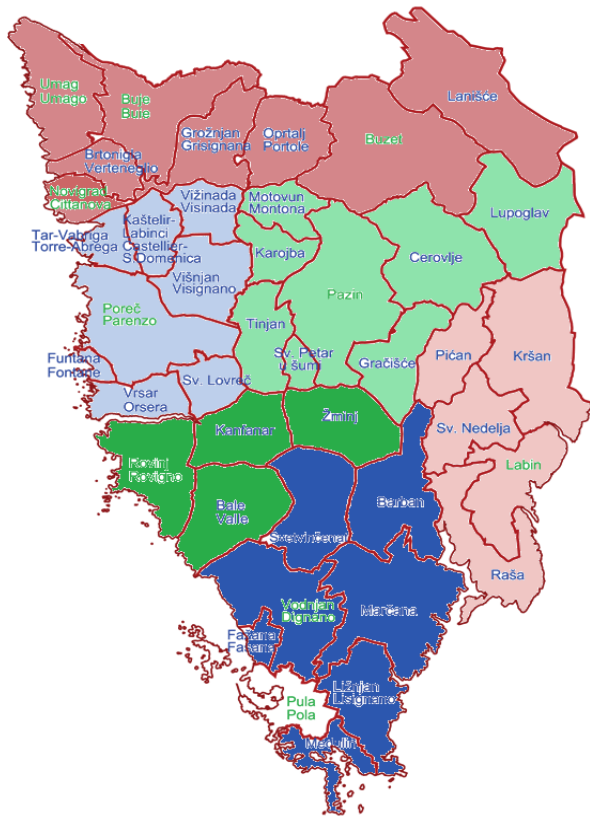 Umag
Umago
Buje
Buie
Grožnjan
Grisignana
Oprtalj
Portole
Buzet
Lanišće
Brtonigla
Verteneglio
Novigrad
Cittanova
Vižinada
Visinada
Motovun
Montona
Lupoglav
Tar-Vabriga
Torre-Abrega
Kaštelir-
Labinci
Castellier-
S.Domenica
Karojba
Cerovlje
Višnjan
Visignano
Pazin
Poreč
Parenzo
Tinjan
Funtana
Fontane
Sv. Lovreč
Sv. Petar
u šumi
Gračišće
Pićan
Kršan
Vrsar
Orsera
Kanfanar
Žminj
Sv. Nedelja
Rovinj
Rovigno
Labin
Bale
Valle
Barban
Svetvinčenat
Raša
Vodnjan
Dignano
Marčana
Fažana
Fasana
Ližnjan
Lisignano
Pula
Pola
Medulin